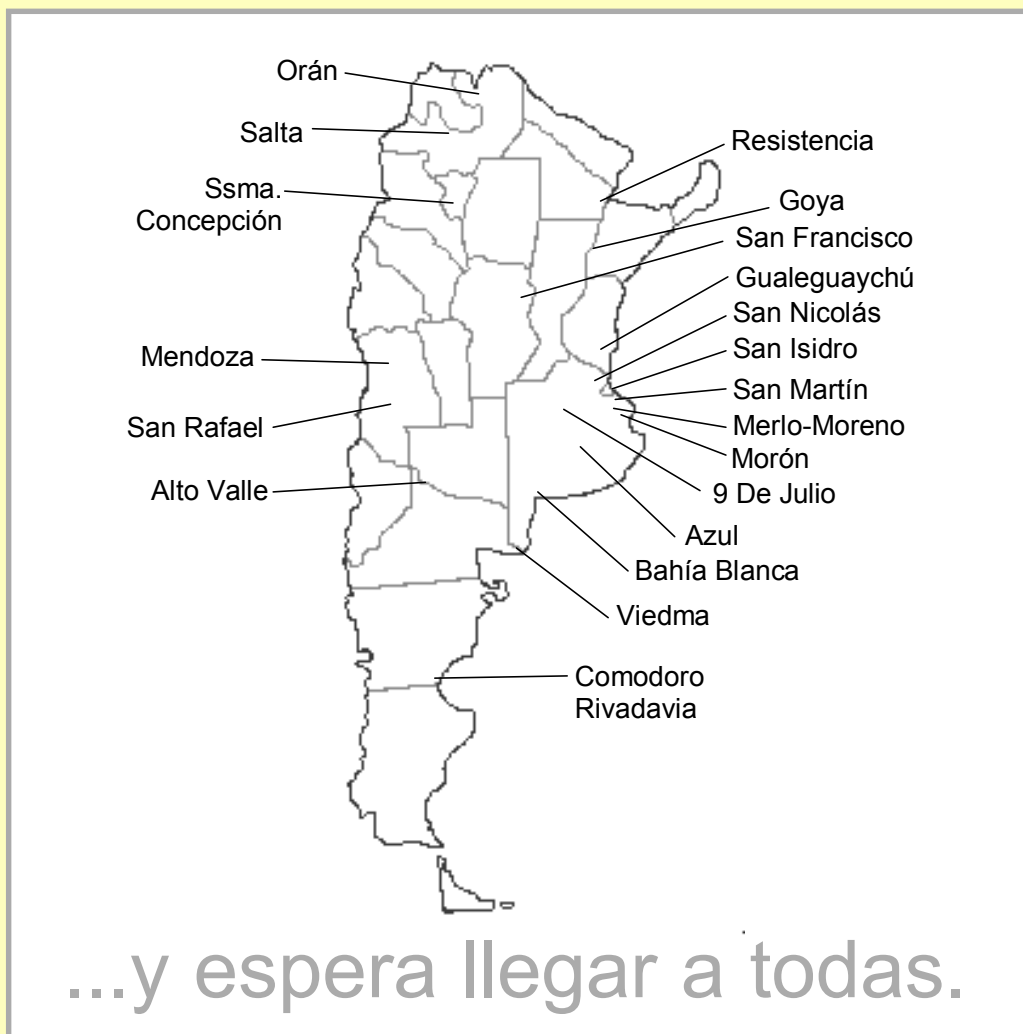 Orán
Salta
Ssma.
Concepción
Mendoza
San Rafael
Alto Valle
Resistencia
Goya
San Francisco
Gualeguaychú
San Nicolás
San Isidro
San Martín
Merlo-Moreno
Morón
9 De Julio
Azul
Bahía Blanca
Viedma
Comodoro
Rivadavia
...y espera llegar a todas.